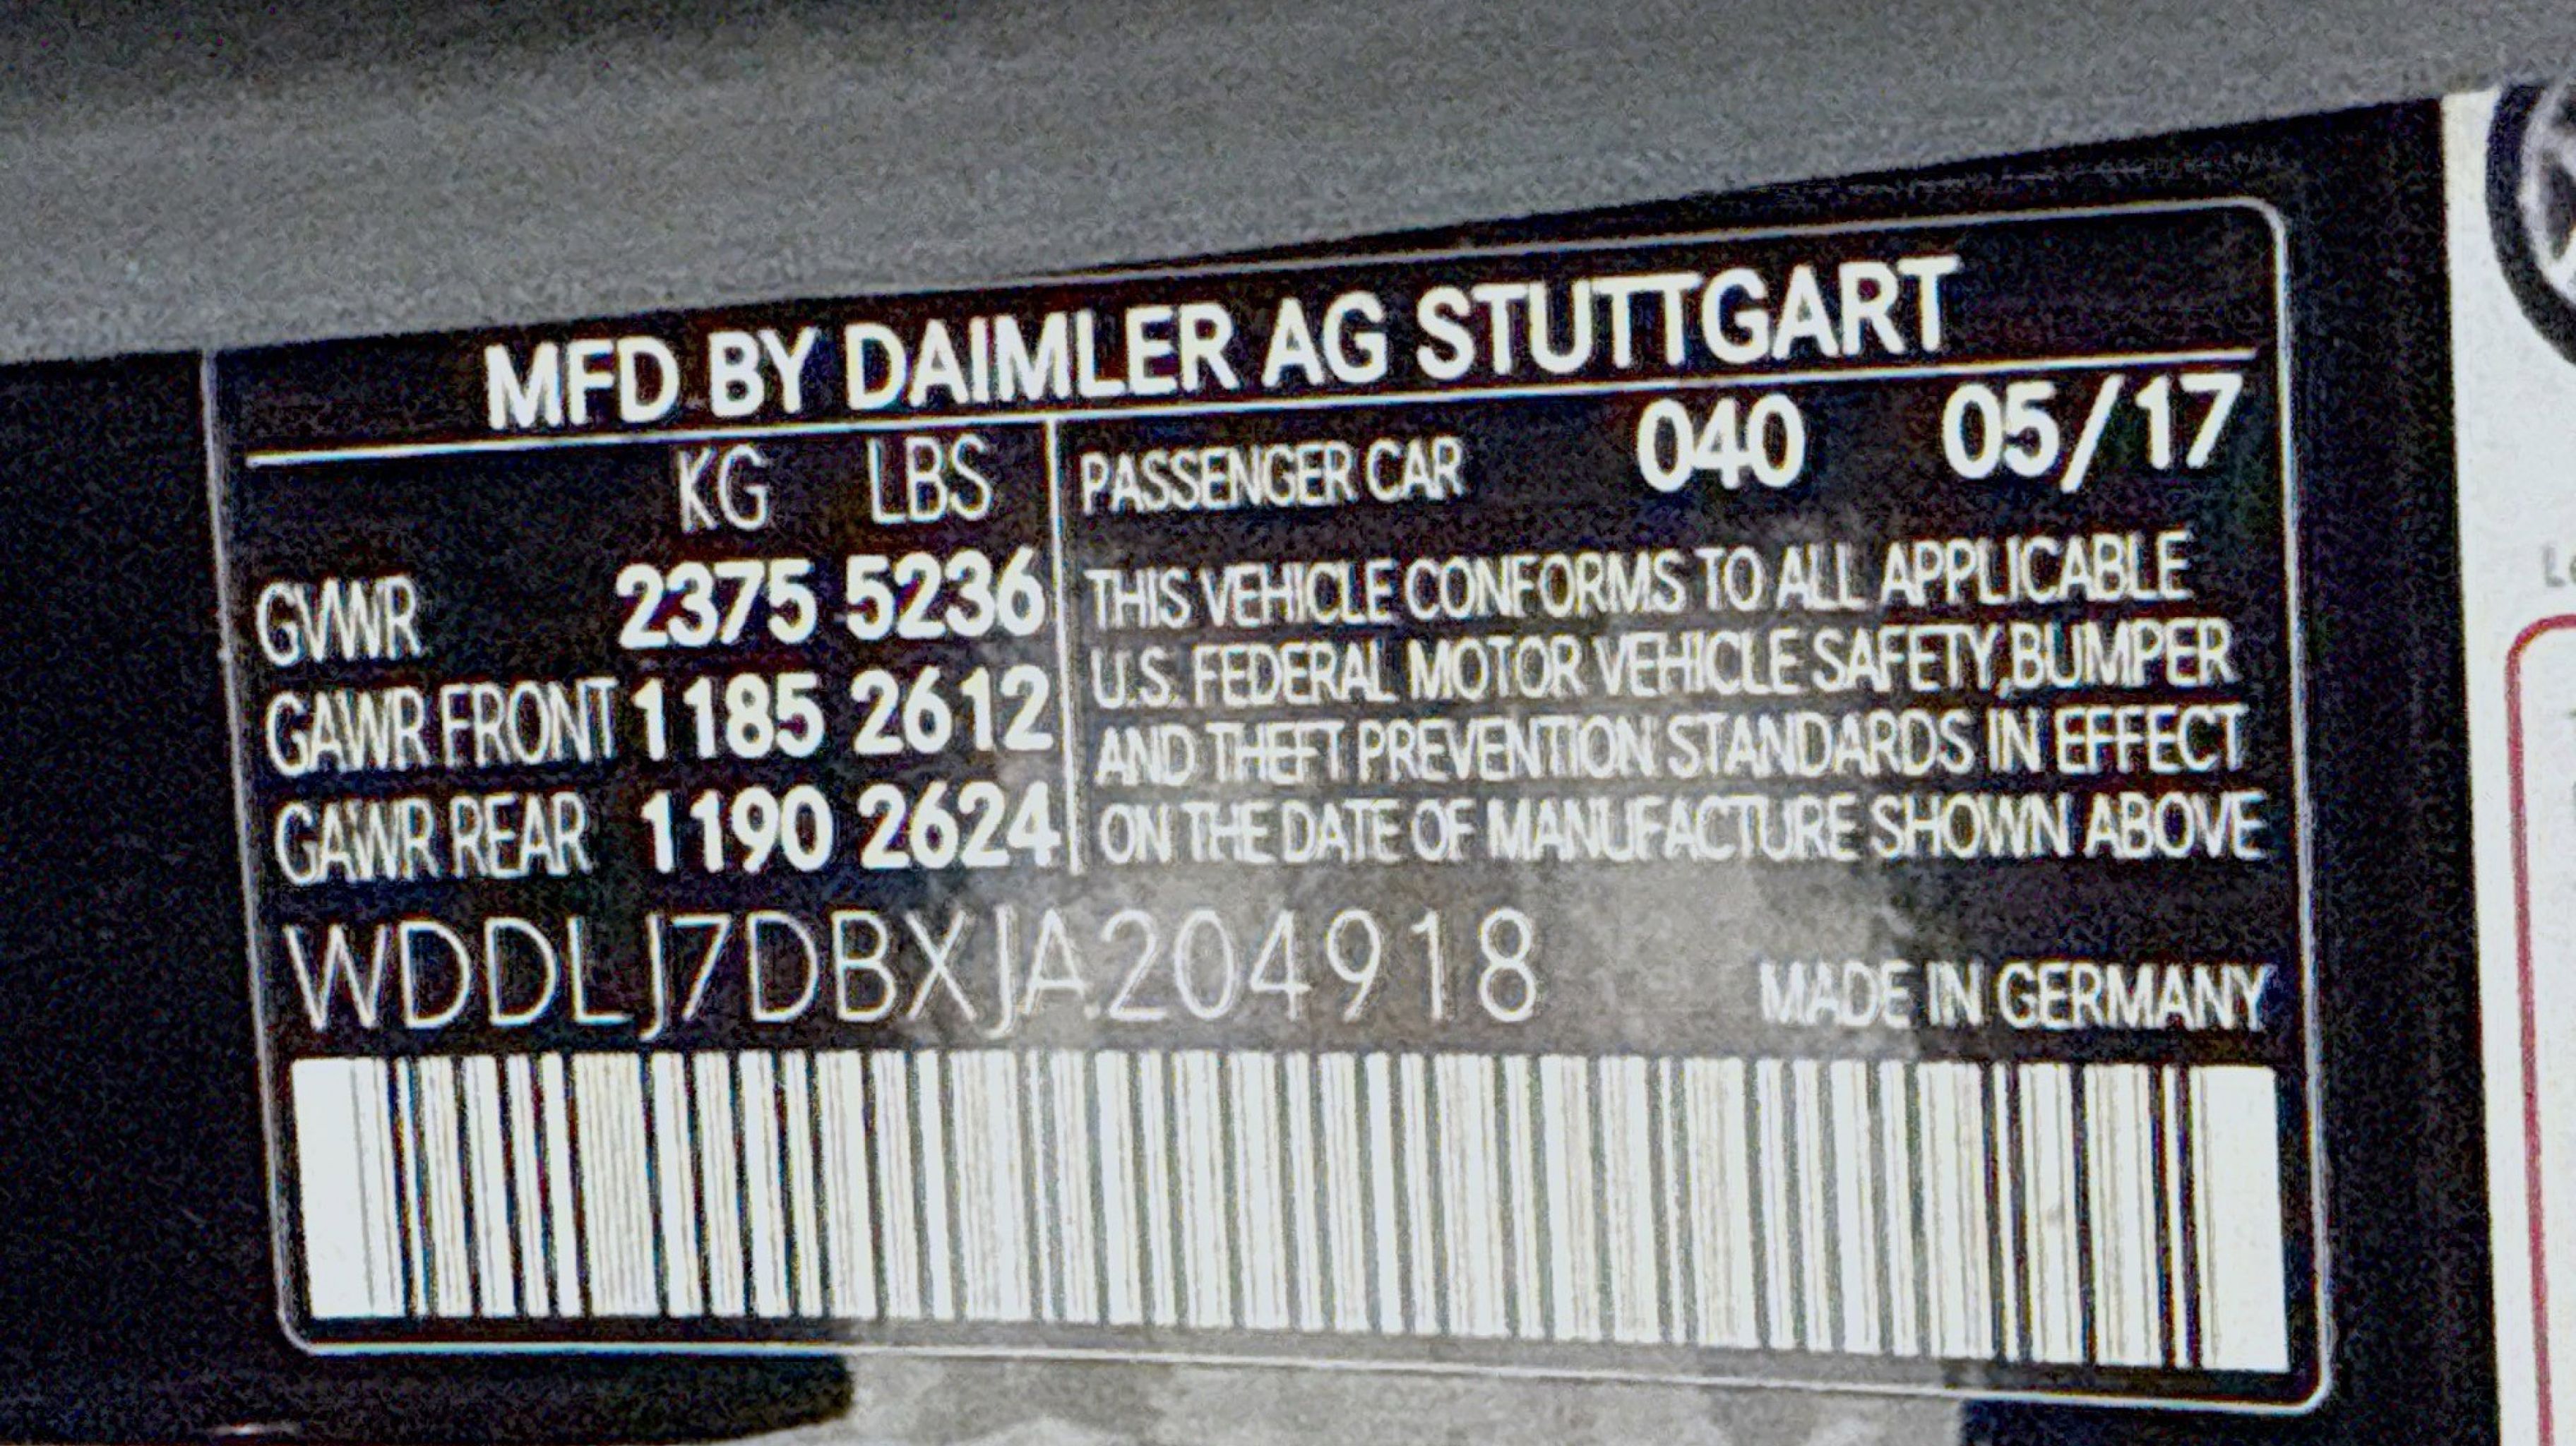 MFD BY DAIMLER AG STUTTGART
KG LBS
GVWR 2375 5236
GAWR FRONT 1185 2612
GAWR REAR 1190 2624
PASSENGER CAR 040 05/17
THIS VEHICLE CONFORMS TO ALL APPLICABLE
U.S. FEDERAL MOTOR VEHICLE SAFETY,BUMPER
AND THEFT PREVENTION STANDARDS IN EFFECT
ON THE DATE OF MANUFACTURE SHOWN ABOVE
WDDLJ7DBXJA204918
MADE IN GERMANY